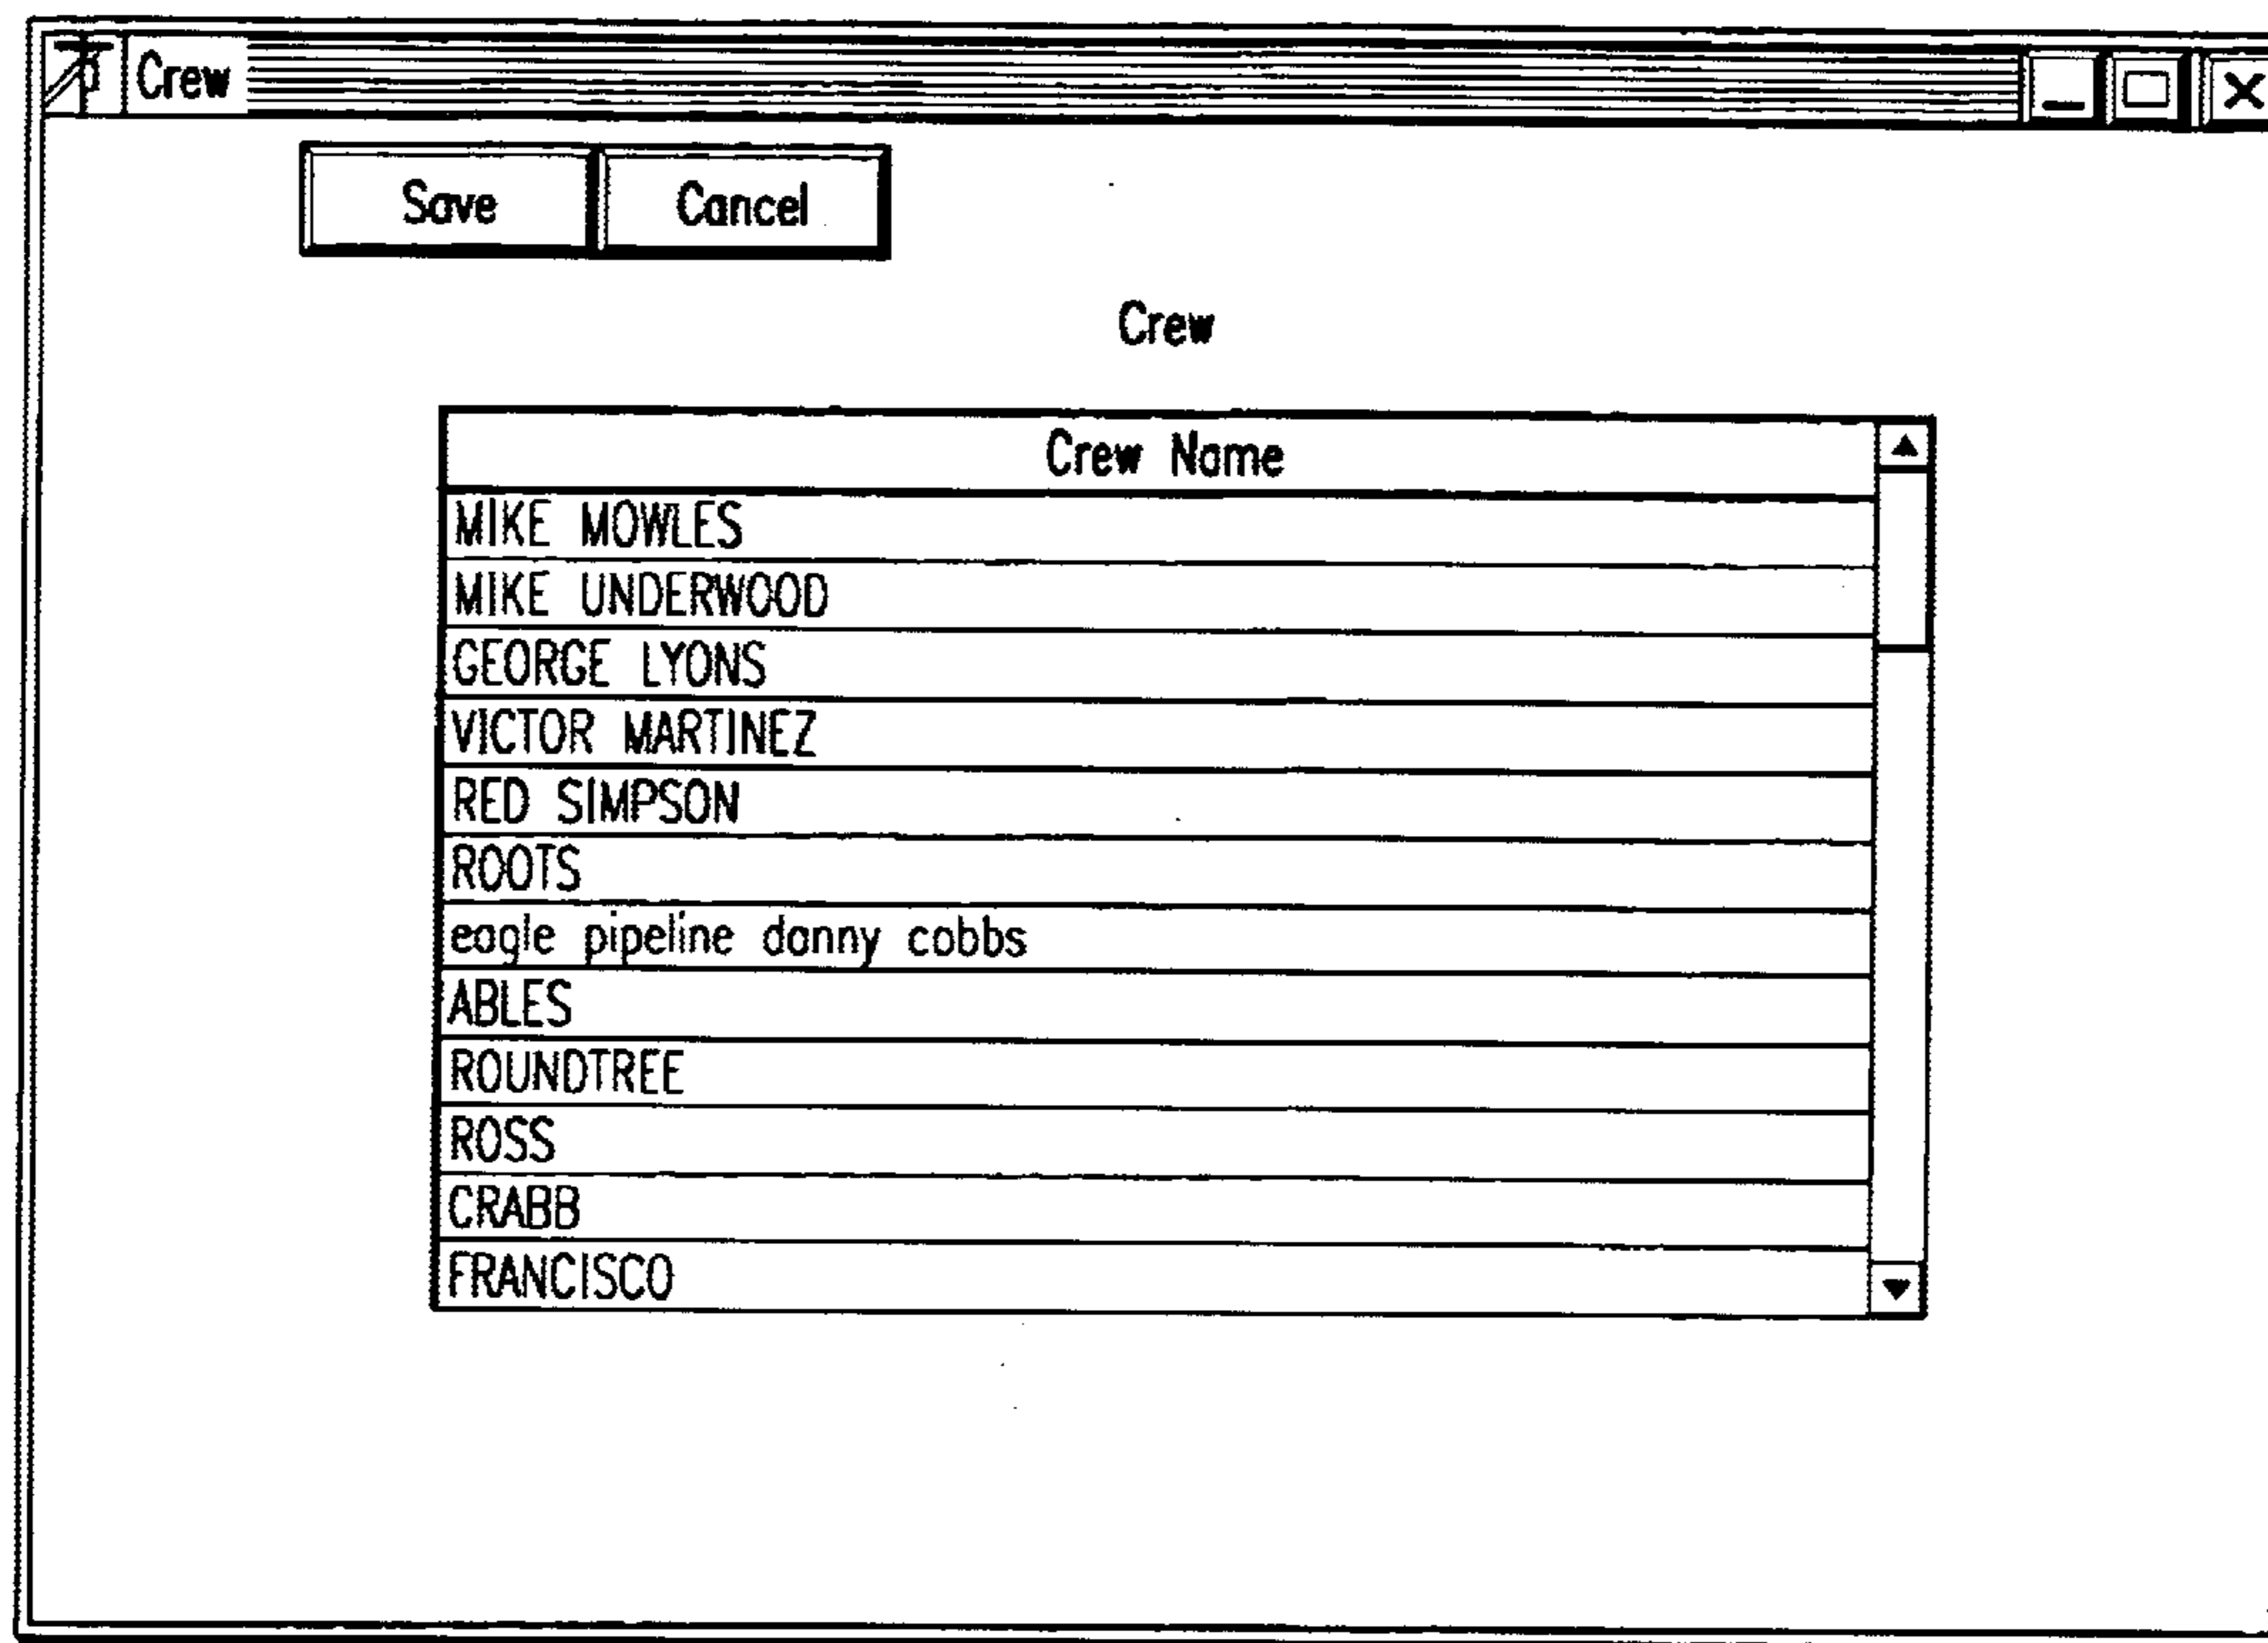 Crew
Save Cancel
Crew
Crew Name
MIKE MOWLES
MIKE UNDERWOOD
GEORGE LYONS
VICTOR MARTINEZ
RED SIMPSON
ROOTS
eagle pipeline danny cobbs
ABLES
ROUNDTREE
ROSS
CRABB
FRANCISCO